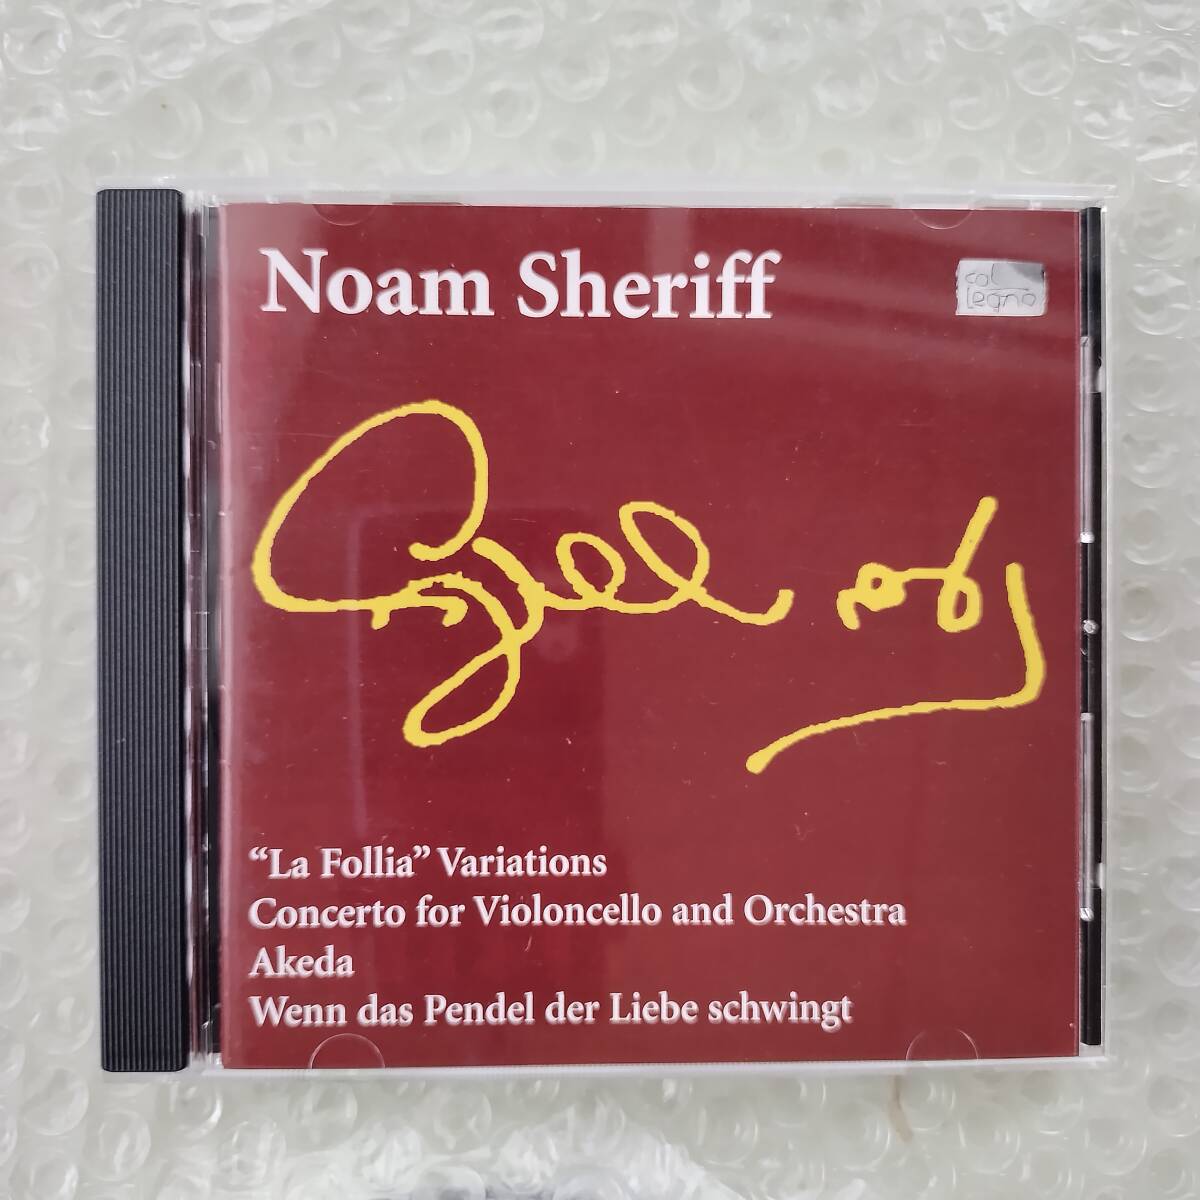 Noam Sheriff
col
legno
“La Follia” Variations
Concerto for Violoncello and Orchestra
Akeda
Wenn das Pendel der Liebe schwingt